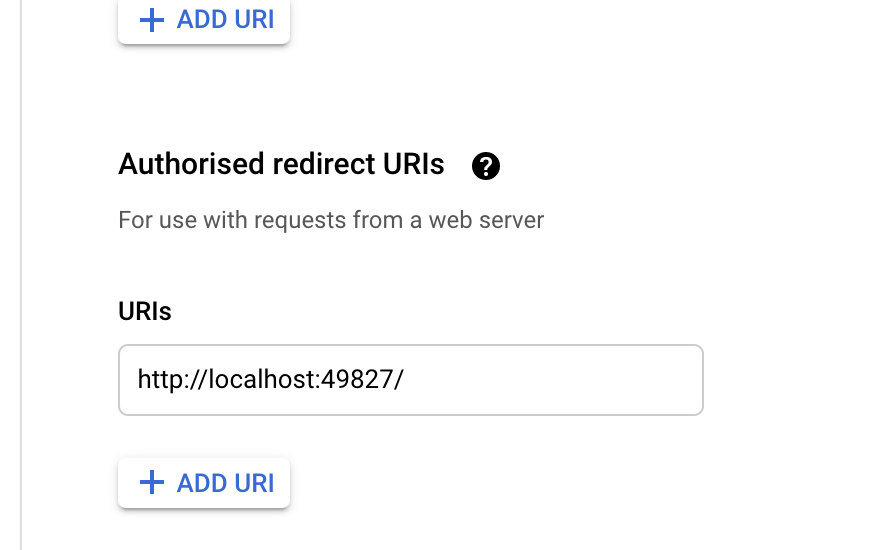 + ADD URI
Authorised redirect URIs ?
For use with requests from a web server
URIs
http://localhost:49827/
+ ADD URI